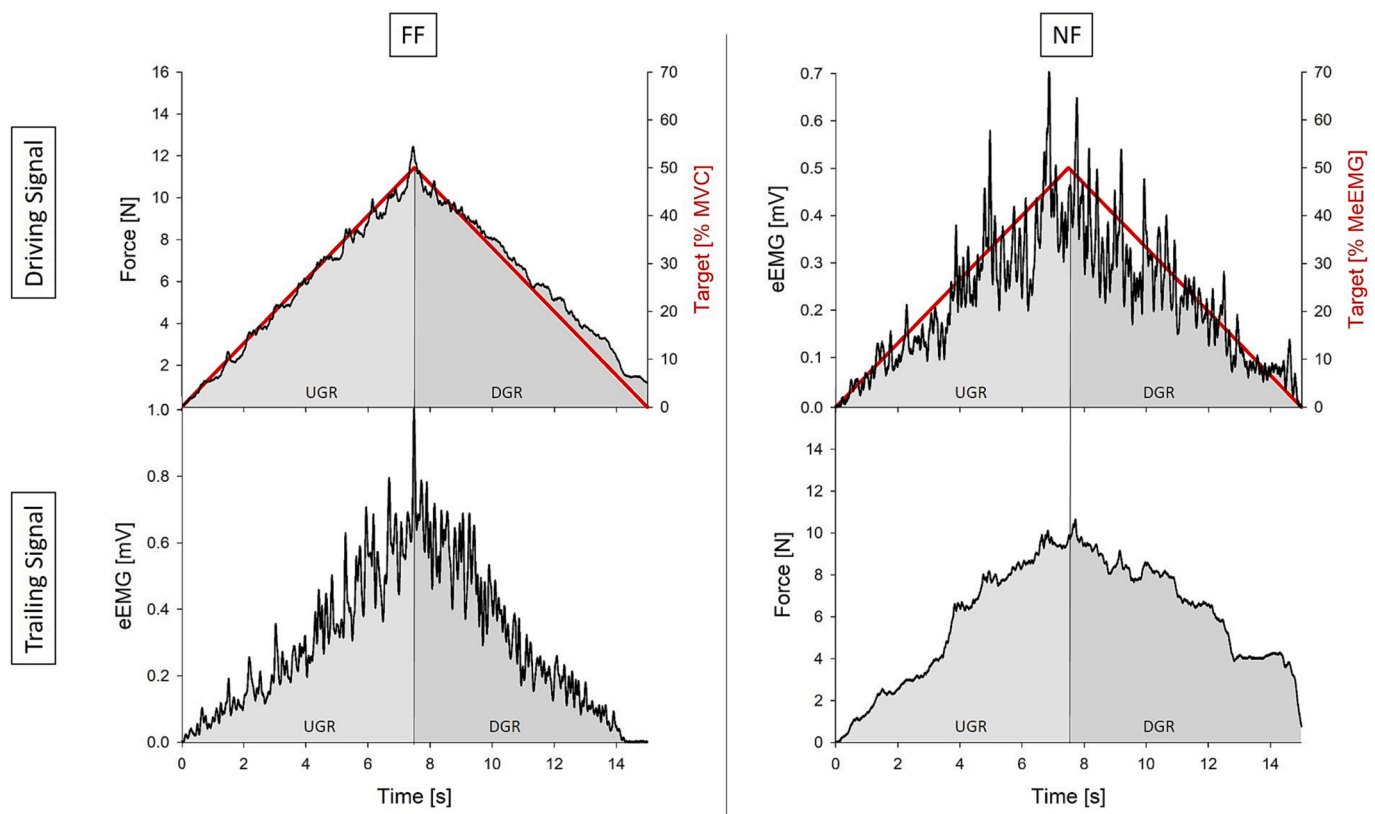 FF
NF
Driving Signal
Force [N]
16
14
12
10
8
6
4
2
70
60
50
40
30
20
10
0
Target [% MVC]
UGR
DGR
eEMG [mV]
0.7
0.6
0.5
0.4
0.3
0.2
0.1
0.0
70
60
50
40
30
20
10
0
Target [% MeEMG]
UGR
DGR
Trailing Signal
eEMG [mV]
1.0
0.8
0.6
0.4
0.2
0.0
UGR
DGR
0 2 4 6 8 10 12 14
Time [s]
Force [N]
14
12
10
8
6
4
2
0
UGR
DGR
0 2 4 6 8 10 12 14
Time [s]